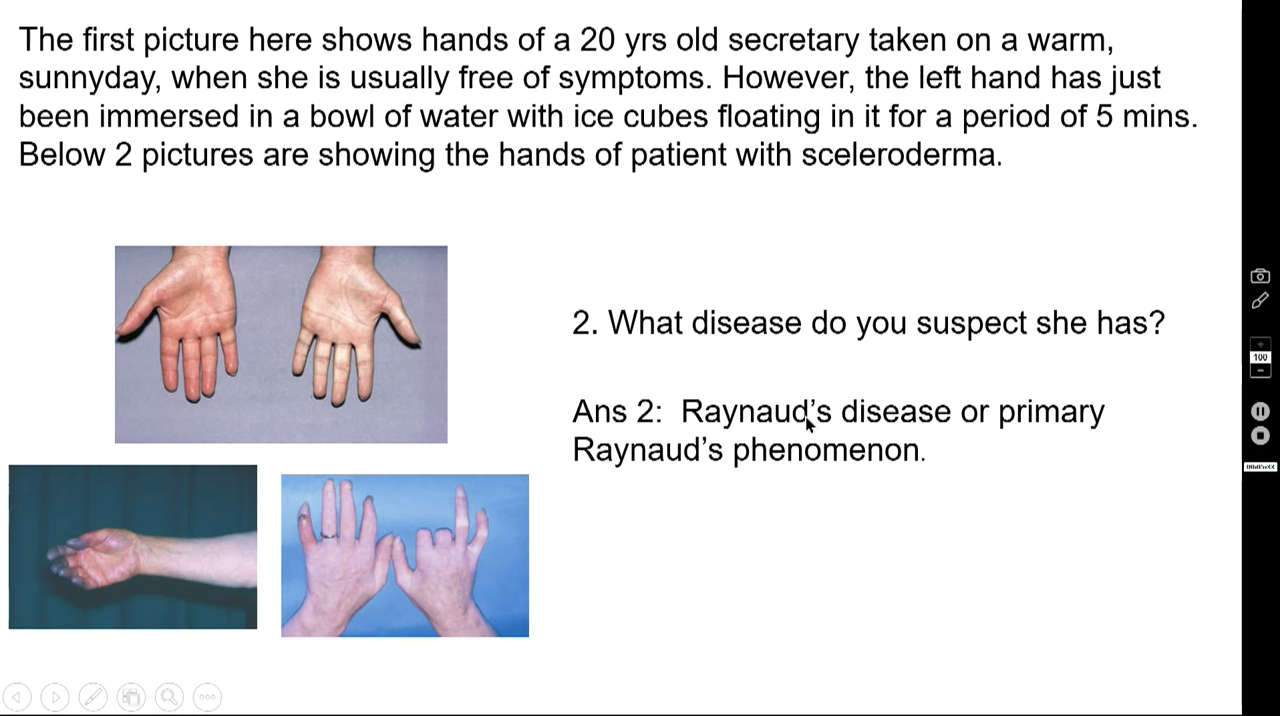 The first picture here shows hands of a 20 yrs old secretary taken on a warm,
sunnyday, when she is usually free of symptoms. However, the left hand has just
been immersed in a bowl of water with ice cubes floating in it for a period of 5 mins.
Below 2 pictures are showing the hands of patient with sceleroderma.
2. What disease do you suspect she has?
Ans 2: Raynaud's disease or primary
Raynaud's phenomenon.
100